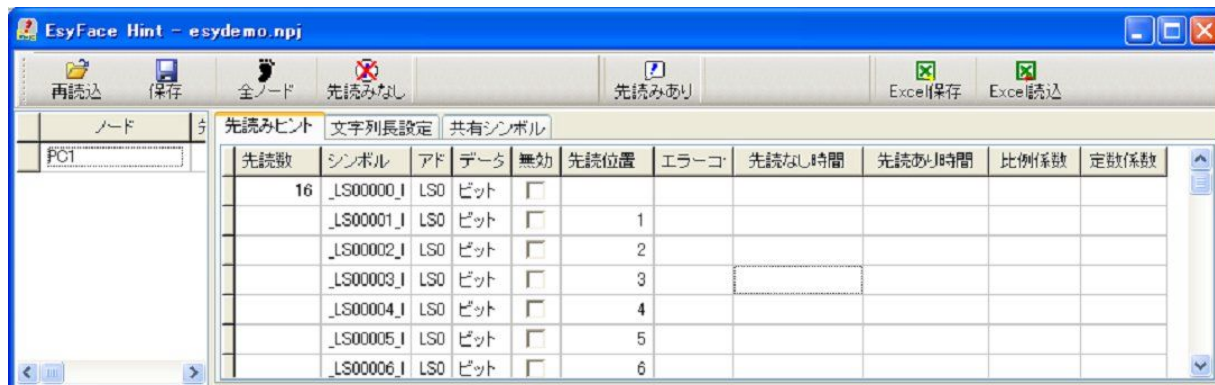 EsyFace Hint - esydemo.npj
再読込 保存 全ノード 先読みなし 先読みあり Excel保存 Excel読込
ノード 先読みヒント 文字列長設定 共有シンボル
PC1 先読数 シンボル アド データ 無効 先読位置 エラーコ 先読なし時間 先読あり時間 比例係数 定数係数
16 _LS00000_I LS0 ビット
_LS00001_I LS0 ビット 1
_LS00002_I LS0 ビット 2
_LS00003_I LS0 ビット 3
_LS00004_I LS0 ビット 4
_LS00005_I LS0 ビット 5
_LS00006_I LS0 ビット 6